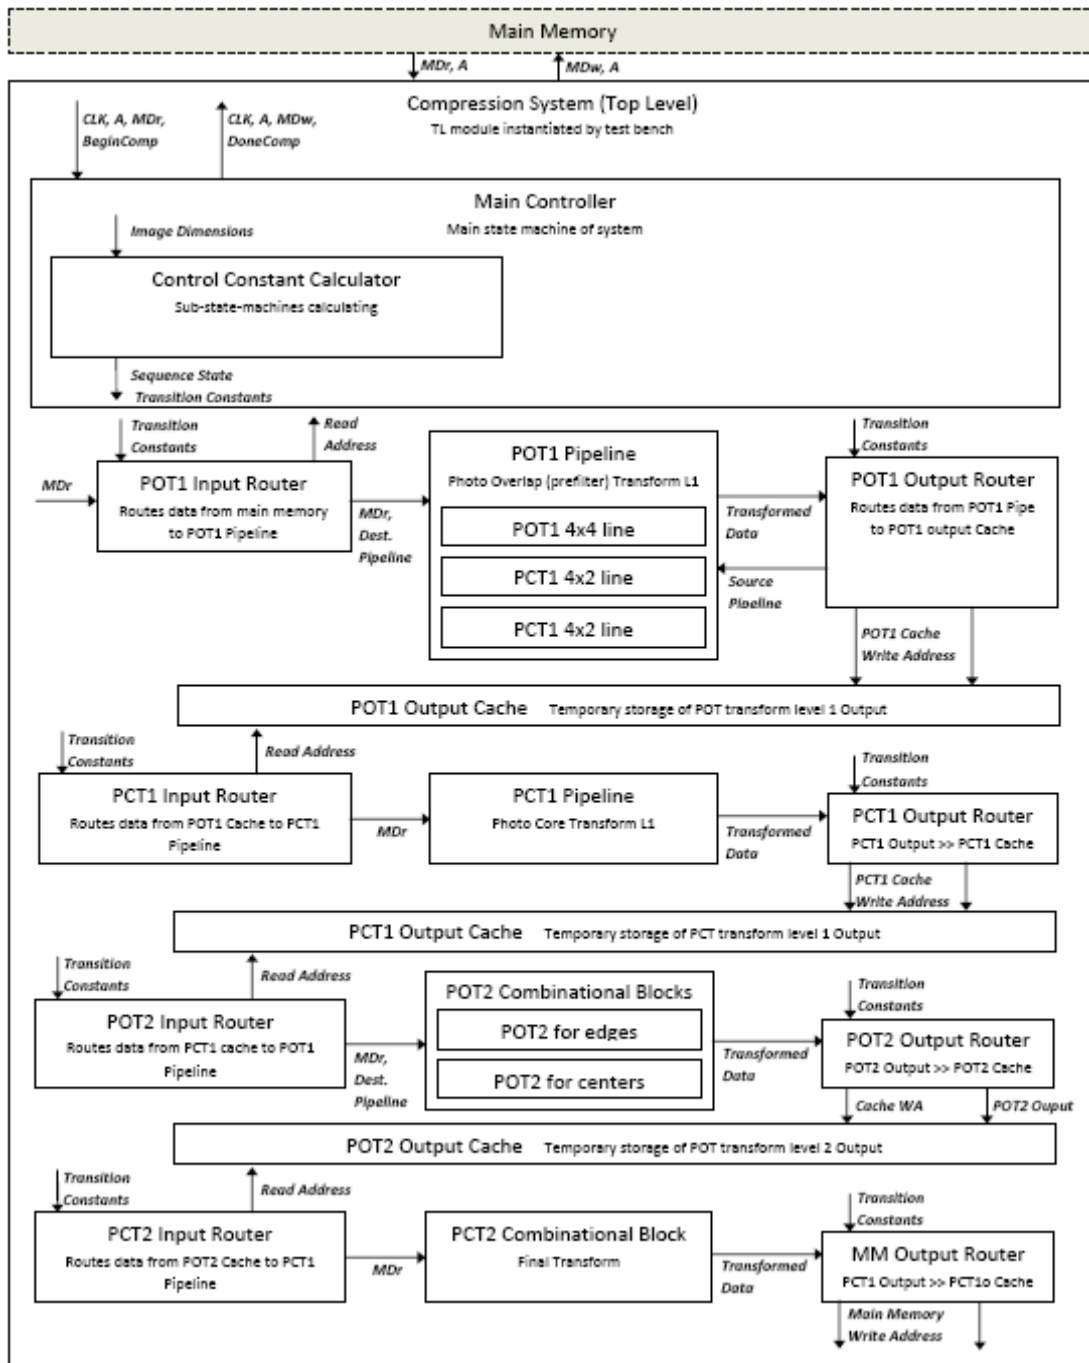 Main Memory
MDr, A
MDw, A
Compression System (Top Level)
TL module instantiated by test bench
CLK, A, MDr,
BeginComp
CLK, A, MDw,
DoneComp
Main Controller
Main state machine of system
Image Dimensions
Control Constant Calculator
Sub-state-machines calculating
Sequence State
Transition Constants
Transition
Constants
Read
Address
MDr
POT1 Input Router
Routes data from main memory
to POT1 Pipeline
MDr,
Dest.
Pipeline
POT1 Pipeline
Photo Overlap (prefilter) Transform L1
POT1 4x4 line
PCT1 4x2 line
PCT1 4x2 line
Transformed
Data
Source
Pipeline
Transition
Constants
POT1 Output Router
Routes data from POT1 Pipe
to POT1 output Cache
POT1 Cache
Write Address
POT1 Output Cache Temporary storage of POT transform level 1 Output
Transition
Constants
Read Address
PCT1 Input Router
Routes data from POT1 Cache to PCT1
Pipeline
MDr
PCT1 Pipeline
Photo Core Transform L1
Transformed
Data
Transition
Constants
PCT1 Output Router
PCT1 Output >> PCT1 Cache
PCT1 Cache
Write Address
PCT1 Output Cache Temporary storage of PCT transform level 1 Output
Transition
Constants
Read Address
POT2 Input Router
Routes data from PCT1 cache to POT1
Pipeline
MDr,
Dest.
Pipeline
POT2 Combinational Blocks
POT2 for edges
POT2 for centers
Transformed
Data
Transition
Constants
POT2 Output Router
POT2 Output >> POT2 Cache
Cache WA
POT2 Ouput
POT2 Output Cache Temporary storage of POT transform level 2 Output
Transition
Constants
Read Address
PCT2 Input Router
Routes data from POT2 Cache to PCT1
Pipeline
MDr
PCT2 Combinational Block
Final Transform
Transformed
Data
Transition
Constants
MM Output Router
PCT1 Output >> PCT1o Cache
Main Memory
Write Address